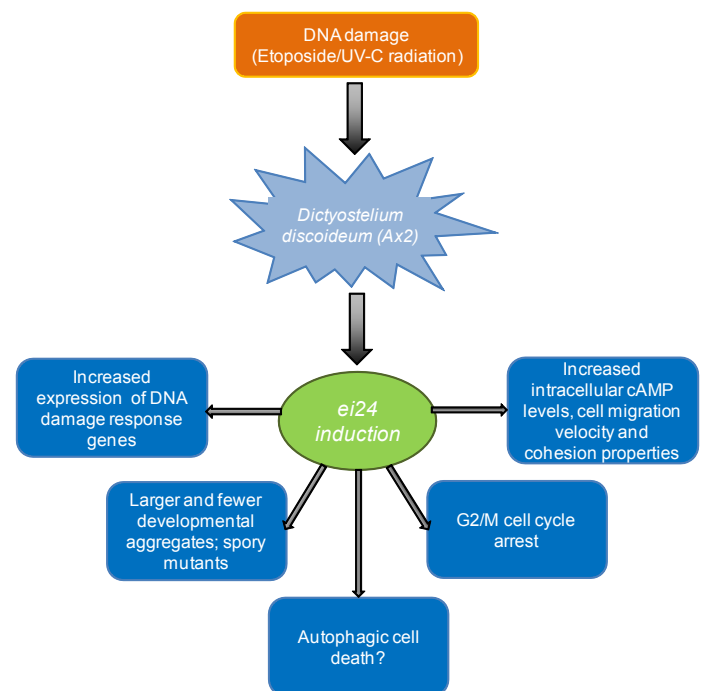 DNA damage
(Etoposide/UV-C radiation)
Dictyostelium
discoideum (Ax2)
Increased
expression of DNA
damage response
genes
ei24
induction
Increased
intracellular cAMP
levels, cell migration
velocity and
cohesion properties
Larger and fewer
developmental
aggregates; spory
mutants
G2/M cell cycle
arrest
Autophagic cell
death?